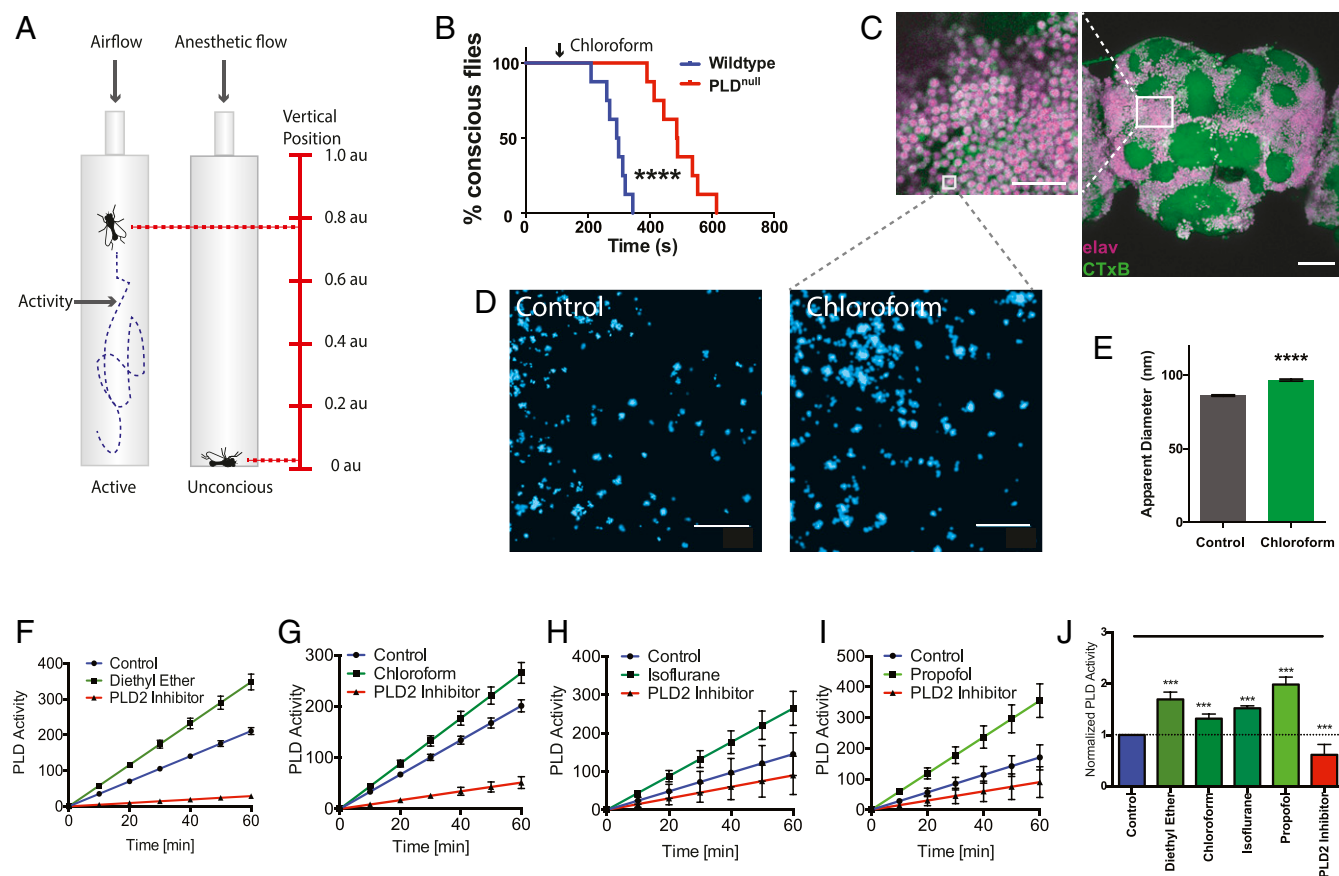 A
Airflow
Anesthetic flow
Vertical
Position
1.0 au
0.8 au
0.6 au
0.4 au
0.2 au
0 au
Activity
Active
Unconcious
B
Chloroform
Wildtype
PLDnull
% conscious flies
100
50
0
****
0
200
400
600
800
Time (s)
C
elav
CTxB
D
Control
Chloroform
E
****
Apparent Diameter (nm)
100
50
0
Control
Chloroform
F
Control
Diethyl Ether
PLD2 Inhibitor
PLD Activity
400
300
200
100
0
0
20
40
60
Time [min]
G
Control
Chloroform
PLD2 Inhibitor
PLD Activity
300
200
100
0
0
20
40
60
Time [min]
H
Control
Isoflurane
PLD2 Inhibitor
PLD Activity
400
300
200
100
0
0
20
40
60
Time [min]
I
Control
Propofol
PLD2 Inhibitor
PLD Activity
500
400
300
200
100
0
0
20
40
60
Time [min]
J
Normalized PLD Activity
3
2
1
0
***
***
***
***
***
Control
Diethyl Ether
Chloroform
Isoflurane
Propofol
PLD2 Inhibitor